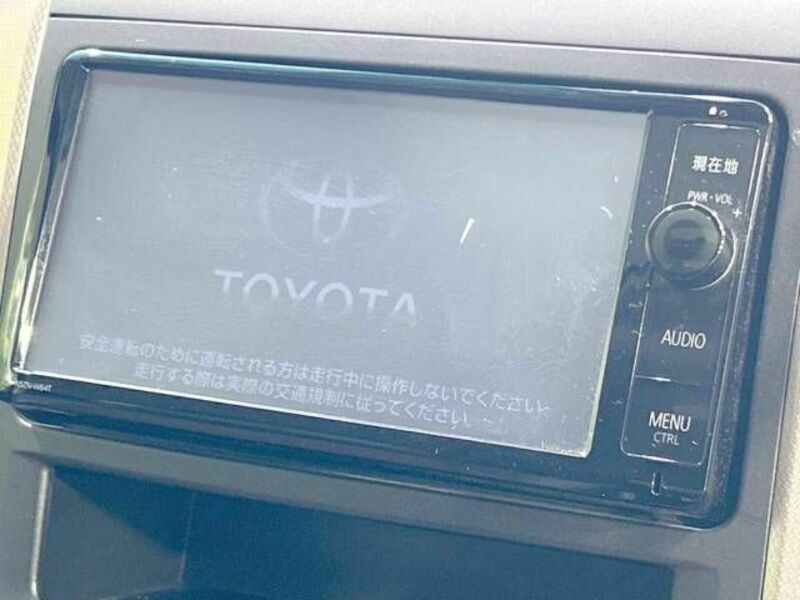 現在地
PWR・VOL
+
TOYOTA
AUDIO
安全運転のために運転される方は走行中に操作しないでください。
走行する際は実際の交通規制に従ってください。
NSZN-W64T
MENU
CTRL